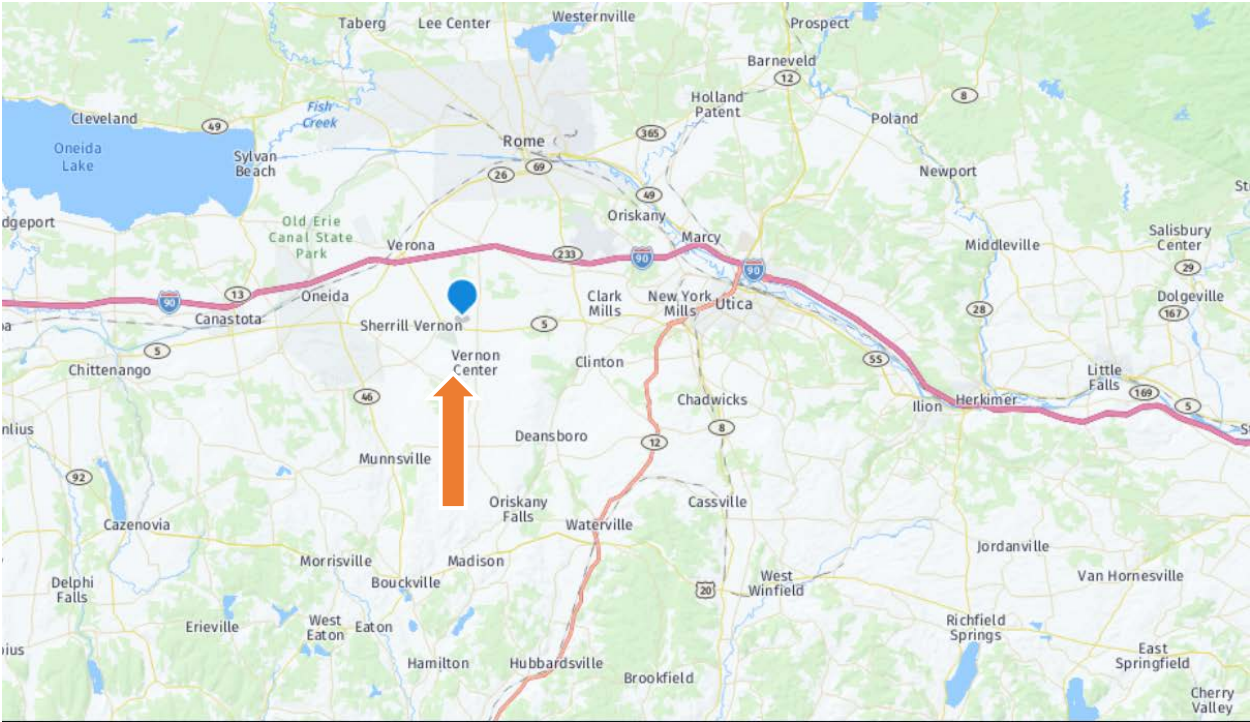 Taberg
Lee Center
Westernville
Prospect
Barneveld
12
8
Holland
Patent
Fish
Creek
Cleveland
49
Poland
Rome
365
Oneida
Lake
Sylvan
Beach
69
26
Newport
49
St
dgeport
Old Erie
Canal State
Park
Oriskany
Verona
Marcy
Middleville
Salisbury
Center
233
90
90
29
13
Oneida
90
Clark
Mills
New York
Mills
Utica
Dolgeville
167
28
Canastota
Sherrill
Vernon
5
5
Chittenango
Vernon
Center
Clinton
5S
Little
Falls
169
5
46
Chadwicks
Ilion
Herkimer
nlius
8
St
Deansboro
12
Munnsville
92
Oriskany
Falls
Cassville
Cazenovia
Waterville
Jordanville
Morrisville
Madison
Bouckville
Delphi
Falls
20
West
Winfield
Van Hornesville
Erieville
West
Eaton
Eaton
Richfield
Springs
ius
Hamilton
Hubbardsville
Brookfield
East
Springfield
Cherry
Valley